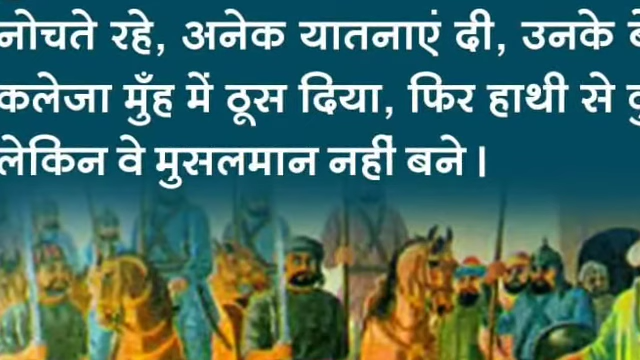 नोचते रहे, अनेक यातनाएं दी, उनके
कलेजा मुँह में ठूस दिया, फिर हाथी से
लेकिन वे मुसलमान नहीं बने।